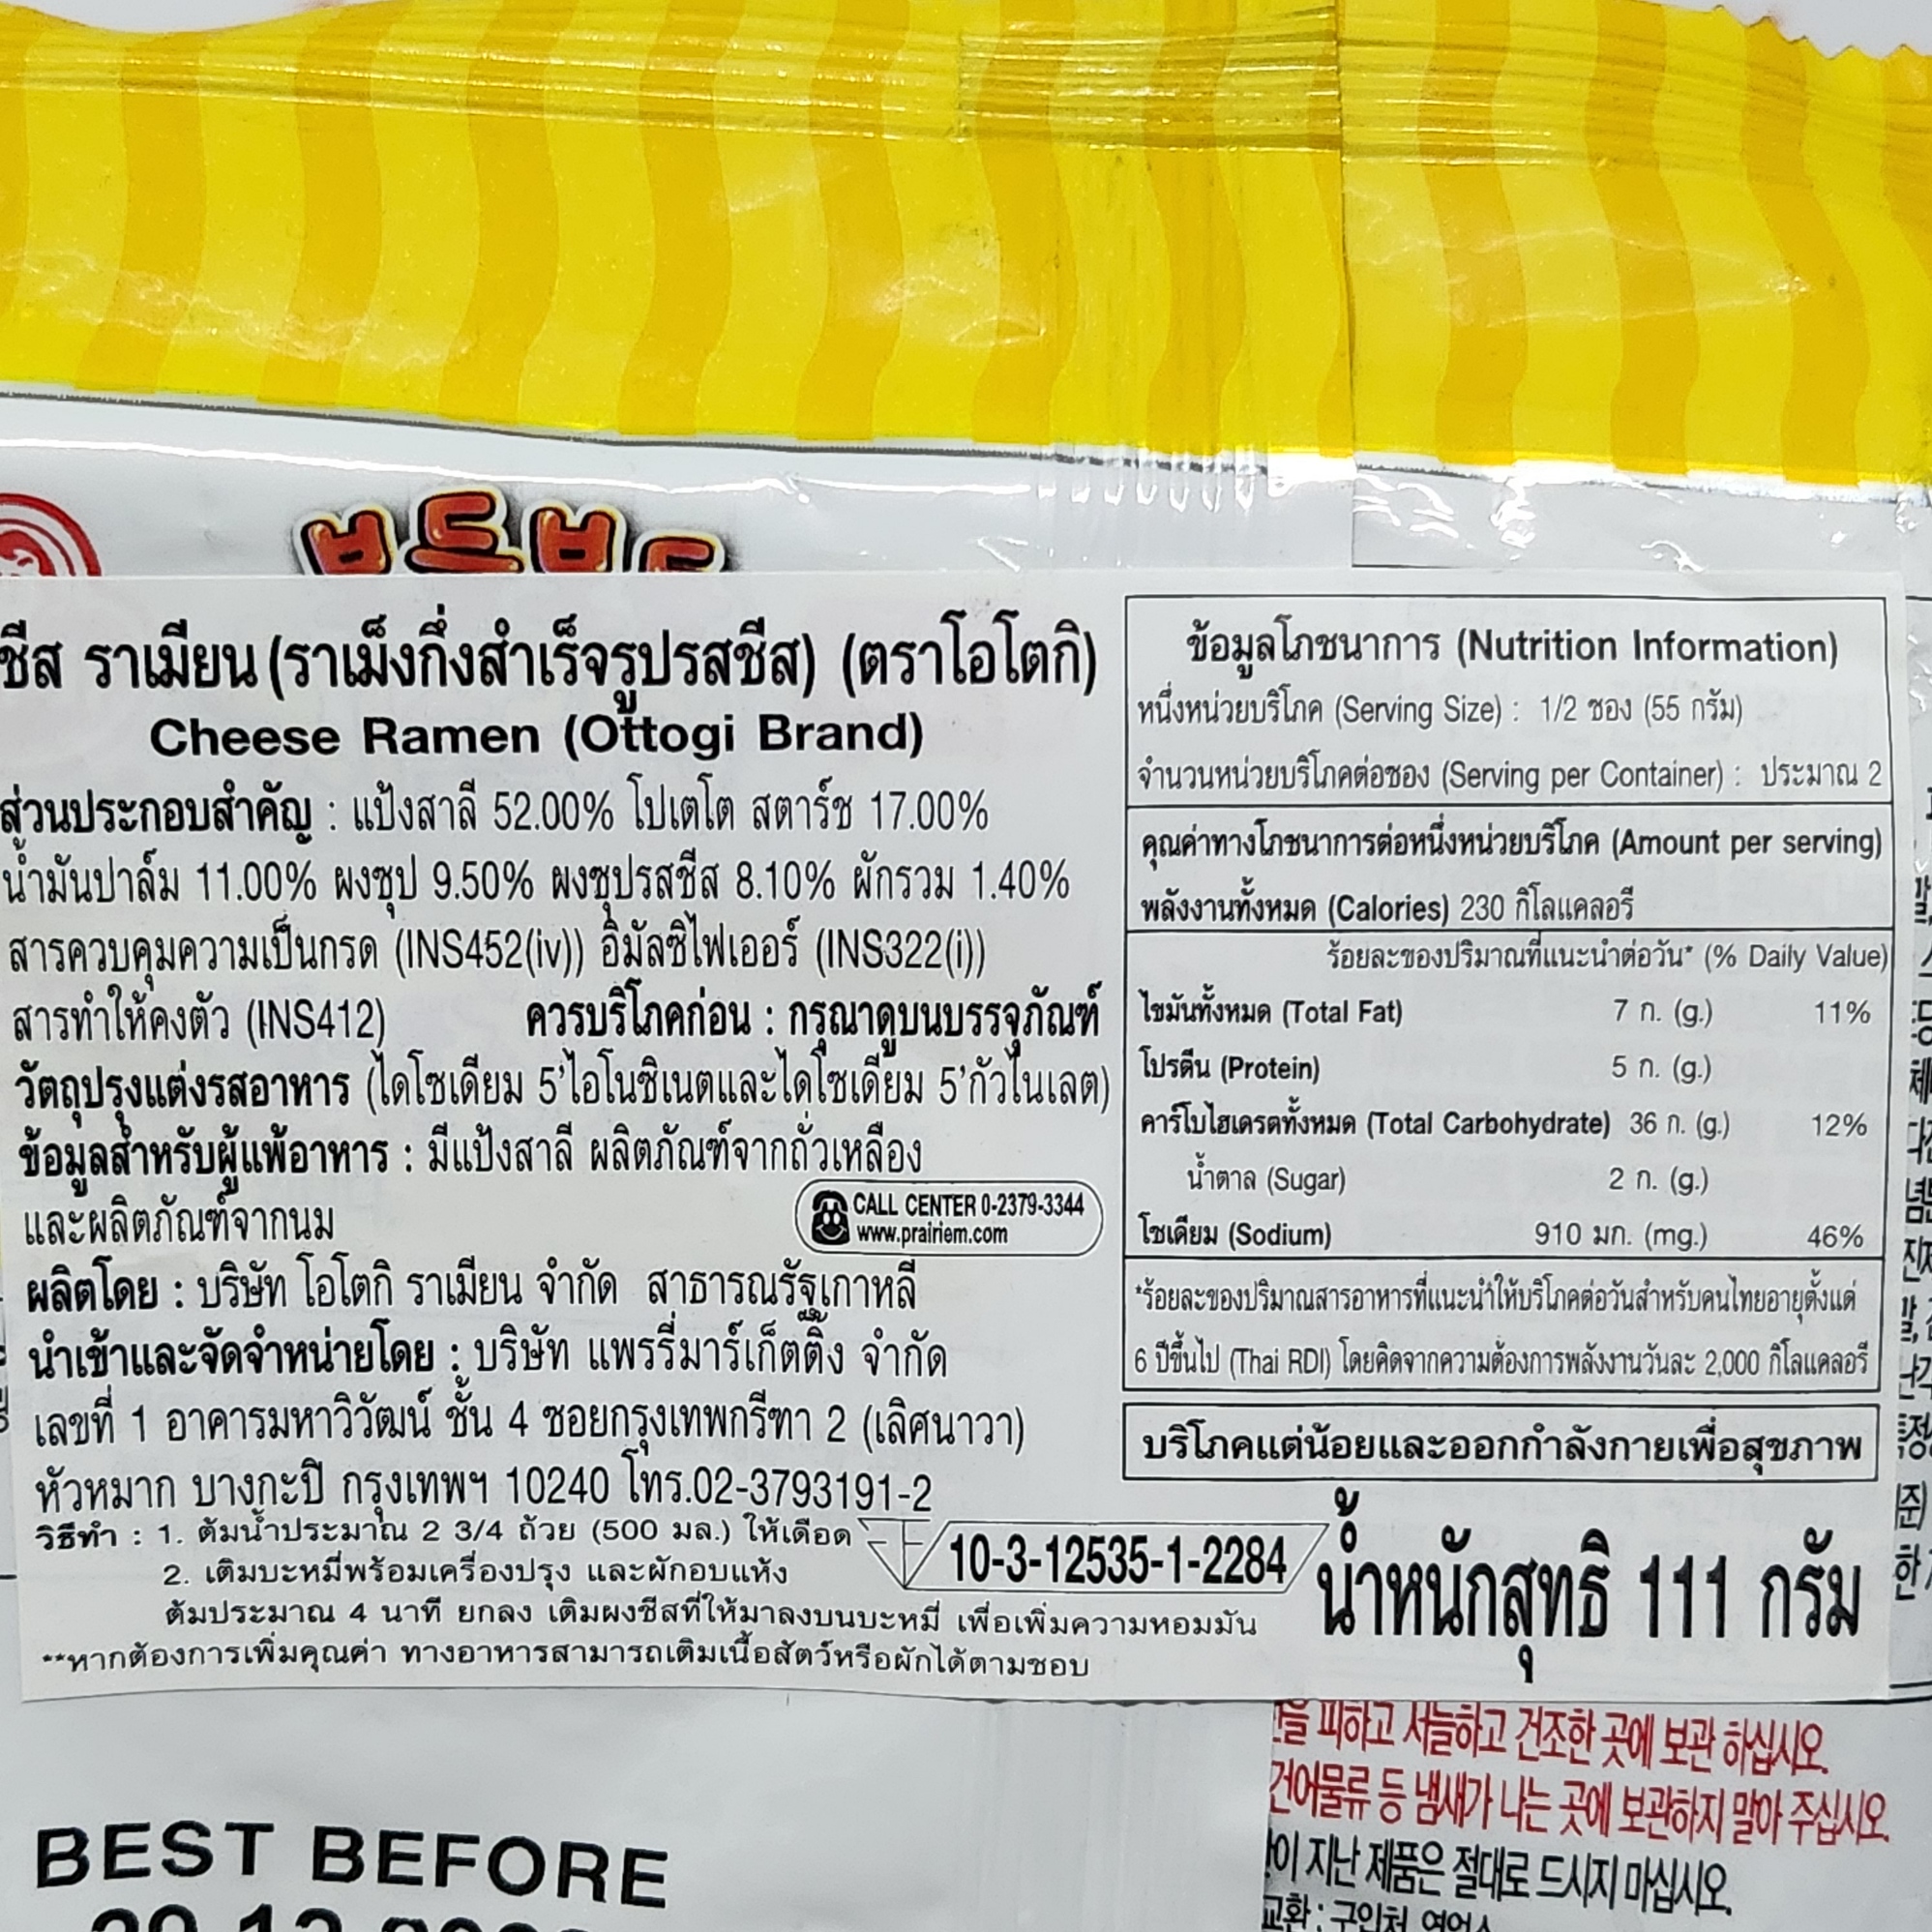 ชีส ราเมียน (ราเม็งกึ่งสำเร็จรูปรสชีส) (ตราโอโตกิ)
Cheese Ramen (Ottogi Brand)
ส่วนประกอบสำคัญ : แป้งสาลี 52.00% โปเตโต สตาร์ช 17.00%
น้ำมันปาล์ม 11.00% ผงซุป 9.50% ผงซุปรสชีส 8.10% ผักรวม 1.40%
สารควบคุมความเป็นกรด (INS452(iv)) อิมัลซิไฟเออร์ (INS322(i))
สารทำให้คงตัว (INS412) ควรบริโภคก่อน : กรุณาดูบนบรรจุภัณฑ์
วัตถุปรุงแต่งรสอาหาร (ไดโซเดียม 5'ไอโนซิเนตและไดโซเดียม 5'กัวไนเลต)
ข้อมูลสำหรับผู้แพ้อาหาร : มีแป้งสาลี ผลิตภัณฑ์จากถั่วเหลือง
และผลิตภัณฑ์จากนม
CALL CENTER 0-2379-3344
www.prairiem.com
ผลิตโดย : บริษัท โอโตกิ ราเมียน จำกัด สาธารณรัฐเกาหลี
นำเข้าและจัดจำหน่ายโดย : บริษัท แพรรี่มาร์เก็ตติ้ง จำกัด
เลขที่ 1 อาคารมหาวิวัฒน์ ชั้น 4 ซอยกรุงเทพกรีฑา 2 (เลิศนาวา)
หัวหมาก บางกะปิ กรุงเทพฯ 10240 โทร.02-3793191-2
วิธีทำ : 1. ต้มน้ำประมาณ 2 3/4 ถ้วย (500 มล.) ให้เดือด
2. เติมบะหมี่พร้อมเครื่องปรุง และผักอบแห้ง
ต้มประมาณ 4 นาที ยกลง เติมผงชีสที่ให้มาลงบนบะหมี่ เพื่อเพิ่มความหอมมัน
**หากต้องการเพิ่มคุณค่า ทางอาหารสามารถเติมเนื้อสัตว์หรือผักได้ตามชอบ
10-3-12535-1-2284
ข้อมูลโภชนาการ (Nutrition Information)
หนึ่งหน่วยบริโภค (Serving Size) : 1/2 ซอง (55 กรัม)
จำนวนหน่วยบริโภคต่อซอง (Serving per Container) : ประมาณ 2
คุณค่าทางโภชนาการต่อหนึ่งหน่วยบริโภค (Amount per serving)
พลังงานทั้งหมด (Calories) 230 กิโลแคลอรี
ร้อยละของปริมาณที่แนะนำต่อวัน* (% Daily Value)
ไขมันทั้งหมด (Total Fat) 7 ก. (g.) 11%
โปรตีน (Protein) 5 ก. (g.)
คาร์โบไฮเดรตทั้งหมด (Total Carbohydrate) 36 ก. (g.) 12%
น้ำตาล (Sugar) 2 ก. (g.)
โซเดียม (Sodium) 910 มก. (mg.) 46%
*ร้อยละของปริมาณสารอาหารที่แนะนำให้บริโภคต่อวันสำหรับคนไทยอายุตั้งแต่
6 ปีขึ้นไป (Thai RDI) โดยคิดจากความต้องการพลังงานวันละ 2,000 กิโลแคลอรี
บริโภคแต่น้อยและออกกำลังกายเพื่อสุขภาพ
น้ำหนักสุทธิ 111 กรัม
피하고 서늘하고 건조한 곳에 보관 하십시오.
건어물류 등 냄새가 나는 곳에 보관하지 말아 주십시오.
지난 제품은 절대로 드시지 마십시오.
교환 : 구입처,
BEST BEFORE